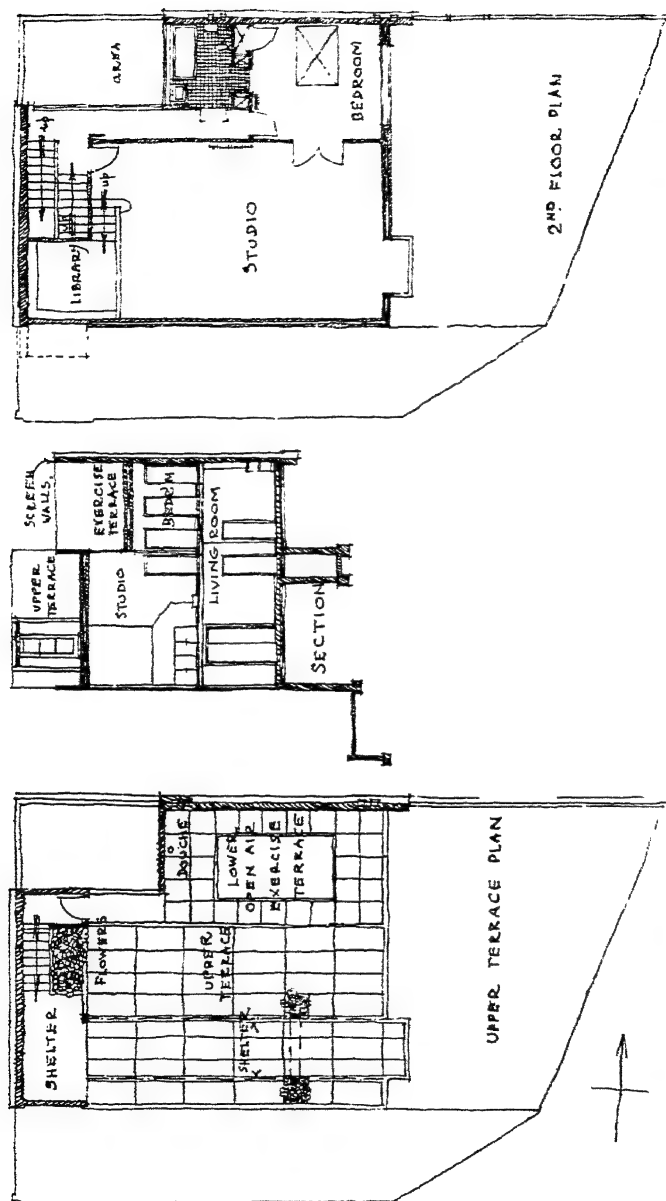 AREA
up
up
LIBRARY
STUDIO
BEDROOM
2ND FLOOR PLAN
SCREEN
WALLS.
EXERCISE
TERRACE
UPPER
TERRACE
STUDIO
BEDRM
LIVING ROOM
SECTION
DOUCHE
LOWER
OPEN AIR
EXERCISE
TERRACE
FLOWERS
UPPER
TERRACE
SHELTER
SHELTER
UPPER TERRACE PLAN